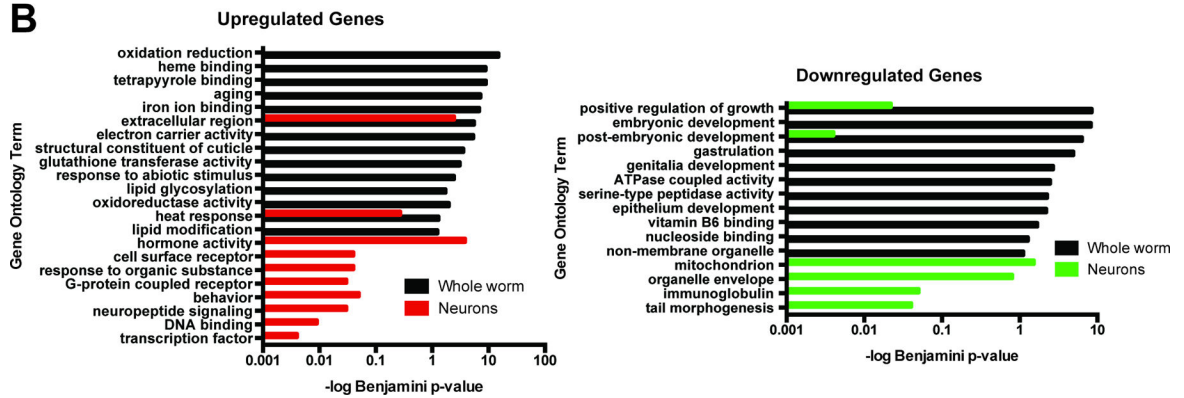 B
Upregulated Genes
Gene Ontology Term
oxidation reduction
heme binding
tetrapyyrole binding
aging
iron ion binding
extracellular region
electron carrier activity
structural constituent of cuticle
glutathione transferase activity
response to abiotic stimulus
lipid glycosylation
oxidoreductase activity
heat response
lipid modification
hormone activity
cell surface receptor
response to organic substance
G-protein coupled receptor
behavior
neuropeptide signaling
DNA binding
transcription factor
Whole worm
Neurons
0.001 0.01 0.1 1 10 100
-log Benjamini p-value
Downregulated Genes
Gene Ontology Term
positive regulation of growth
embryonic development
post-embryonic development
gastrulation
genitalia development
ATPase coupled activity
serine-type peptidase activity
epithelium development
vitamin B6 binding
nucleoside binding
non-membrane organelle
mitochondrion
organelle envelope
immunoglobulin
tail morphogenesis
Whole worm
Neurons
0.001 0.01 0.1 1 10
-log Benjamini p-value